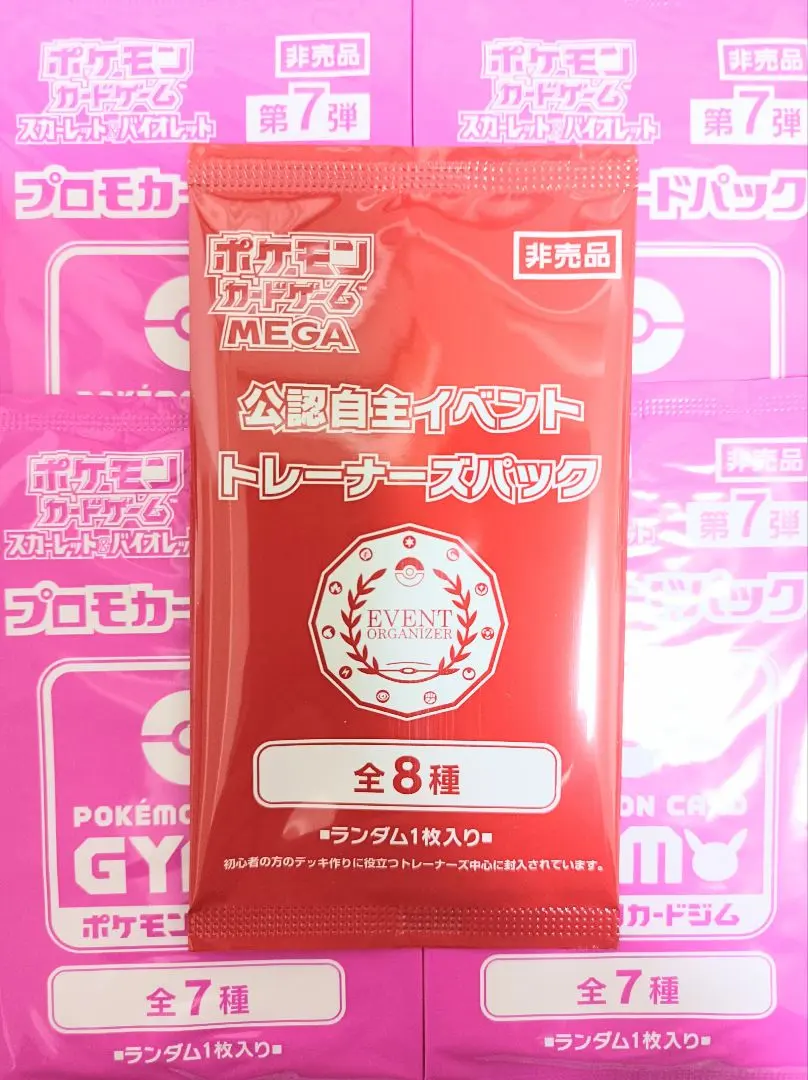 ポケモン
カードゲーム
スカーレット&バイオレット
非売品
第7弾
プロモカー
ポケモン
カードゲーム
スカーレット&バイオレット
非売品
第7弾
ードパック
ポケモン
カードゲーム™
MEGA
非売品
公認自主イベント
トレーナーズパック
EVENT
ORGANIZER
全8種
■ランダム1枚入り■
初心者の方のデッキ作りに役立つトレーナーズ中心に封入されています。
ポケモン
カードゲーム
スカーレット&バイオレット
プロモカー
POKÉMO
GY
ポケモン
全7種
■ランダム1枚入り■
非売品
第7弾
パック
ON CARD
M
カードジム
全7種
■ランダム1枚入り■